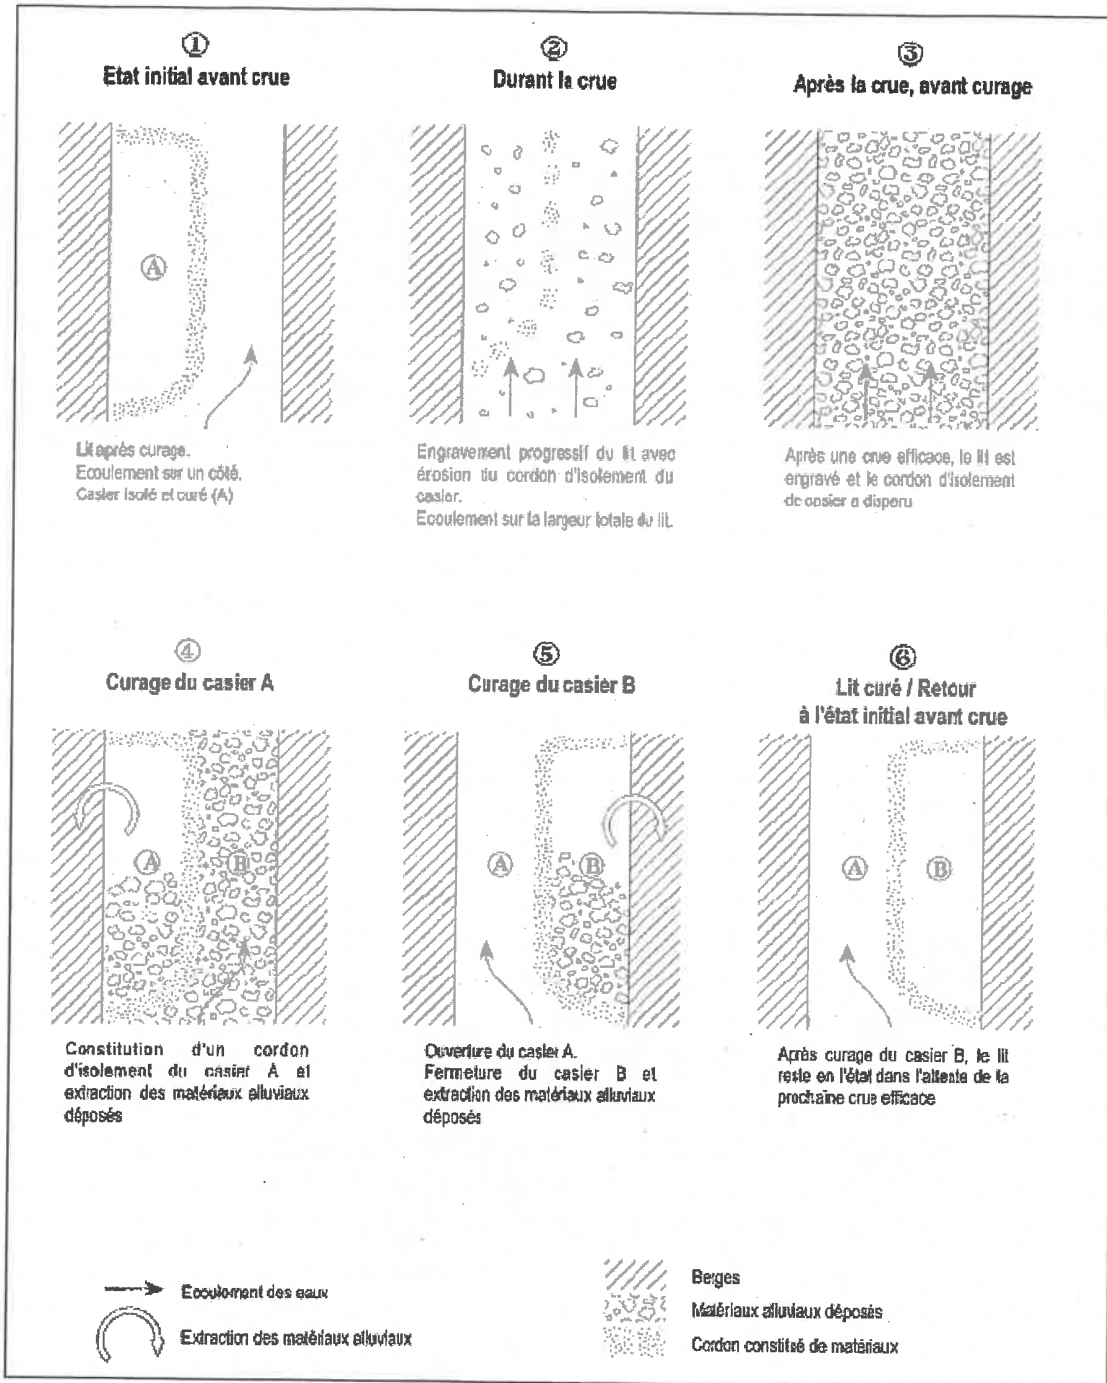 ①
Etat initial avant crue
②
Durant la crue
③
Après la crue, avant curage
A
Lit après curage.
Ecoulement sur un côté.
Casier isolé et curé (A)
Engravement progressif du lit avec
érosion du cordon d'isolement du
casier.
Ecoulement sur la largeur totale du lit.
Après une crue efficace, le lit est
engravé et le cordon d'isolement
de casier a disparu
④
Curage du casier A
⑤
Curage du casier B
⑥
Lit curé / Retour
à l'état initial avant crue
A B
A B
A B
Constitution d'un cordon
d'isolement du casier A et
extraction des matériaux alluviaux
déposés
Ouverture du casier A.
Fermeture du casier B et
extraction des matériaux alluviaux
déposés
Après curage du casier B, le lit
reste en l'état dans l'attente de la
prochaine crue efficace
Ecoulement des eaux
Extraction des matériaux alluviaux
Berges
Matériaux alluviaux déposés
Cordon constitué de matériaux